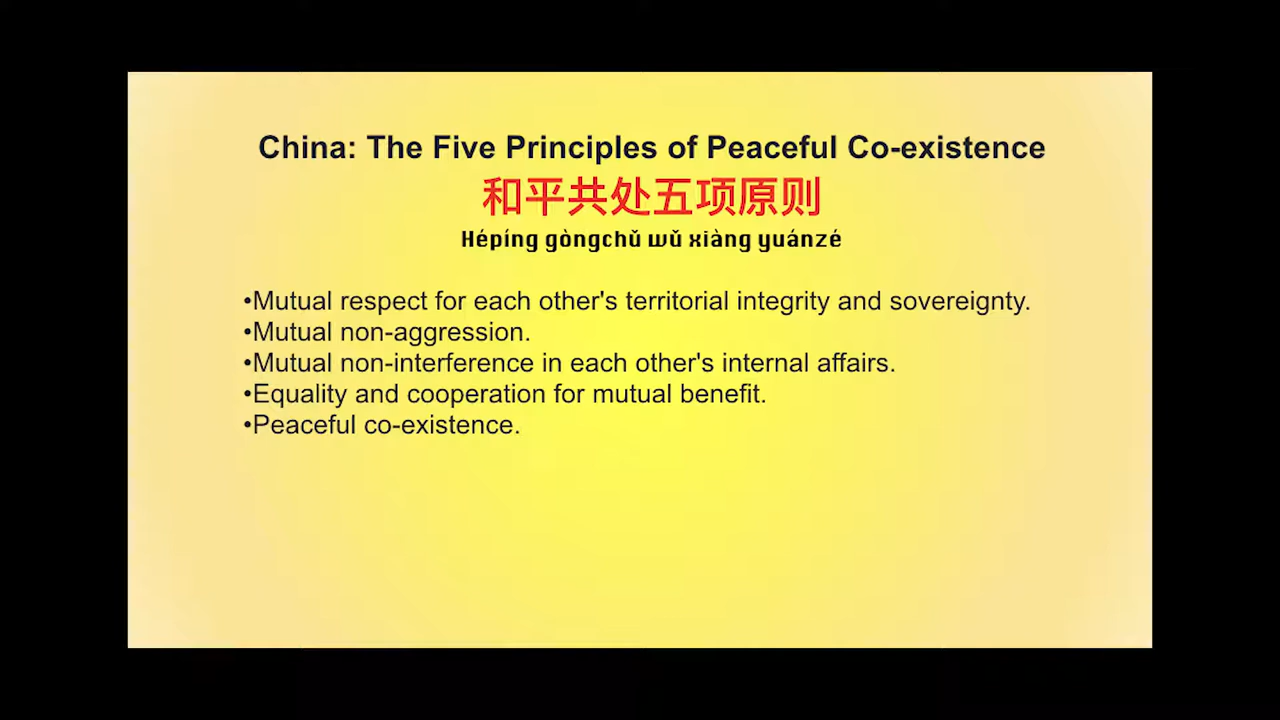 China: The Five Principles of Peaceful Co-existence
和平共处五项原则
Hépíng gòngchǔ wǔ xiàng yuánzé
•Mutual respect for each other's territorial integrity and sovereignty.
•Mutual non-aggression.
•Mutual non-interference in each other's internal affairs.
•Equality and cooperation for mutual benefit.
•Peaceful co-existence.